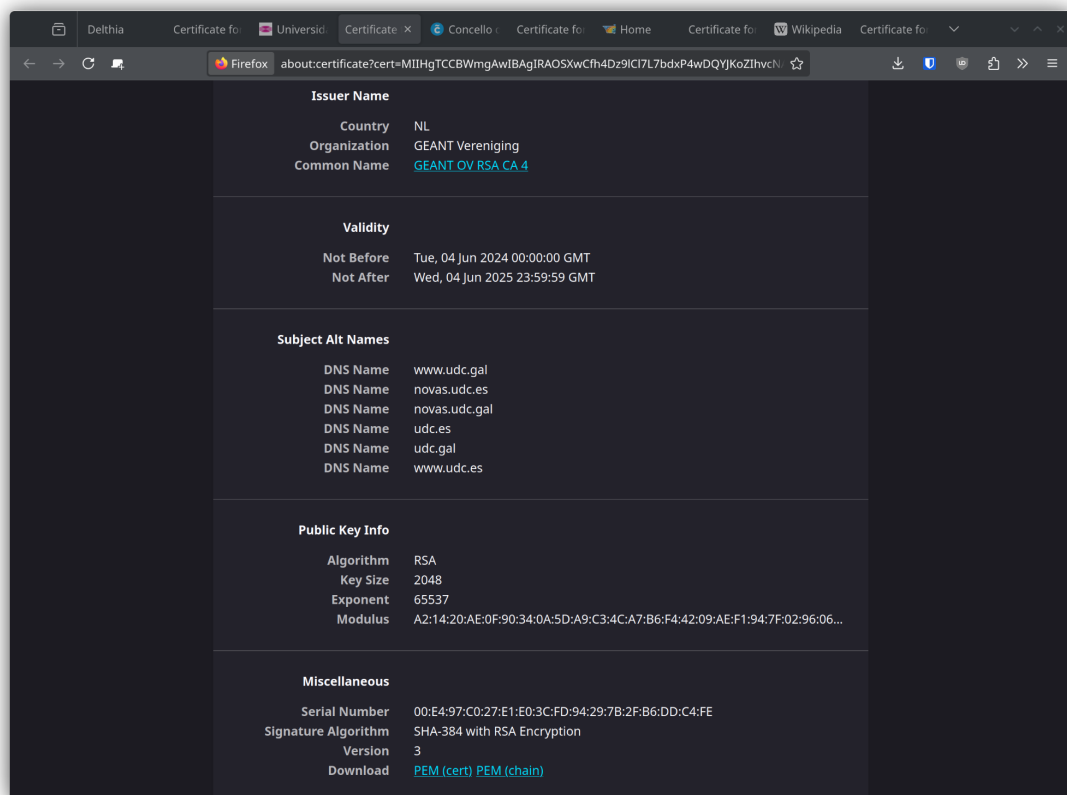 Delthia Certificate fo Universid Certificate Concello Certificate fo Home Certificate fo Wikipedia Certificate fo
Firefox about:certificate?cert=MIIHgTCCBWmgAwIBAgIRAOSXwCfh4Dz9lCl7L7bdxP4wDQYJKoZIhvcN
Issuer Name
Country NL
Organization GEANT Vereniging
Common Name GEANT OV RSA CA 4
Validity
Not Before Tue, 04 Jun 2024 00:00:00 GMT
Not After Wed, 04 Jun 2025 23:59:59 GMT
Subject Alt Names
DNS Name www.udc.gal
DNS Name novas.udc.es
DNS Name novas.udc.gal
DNS Name udc.es
DNS Name udc.gal
DNS Name www.udc.es
Public Key Info
Algorithm RSA
Key Size 2048
Exponent 65537
Modulus A2:14:20:AE:0F:90:34:0A:5D:A9:C3:4C:A7:B6:F4:42:09:AE:F1:94:7F:02:96:06...
Miscellaneous
Serial Number 00:E4:97:C0:27:E1:E0:3C:FD:94:29:7B:2F:B6:DD:C4:FE
Signature Algorithm SHA-384 with RSA Encryption
Version 3
Download PEM (cert) PEM (chain)